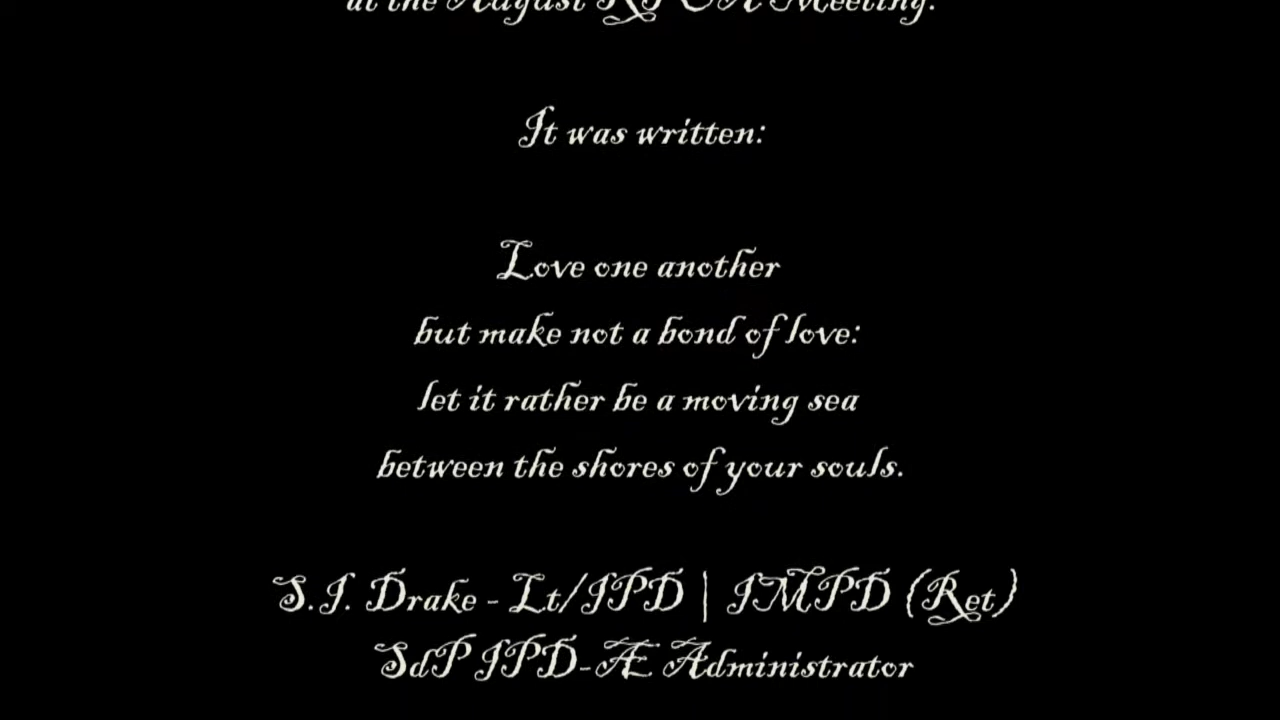 at the August RPOA Meeting.
It was written:
Love one another
but make not a bond of love:
let it rather be a moving sea
between the shores of your souls.
S.J. Drake - Lt/IPD | IMPD (Ret)
SdP IPD-Æ Administrator